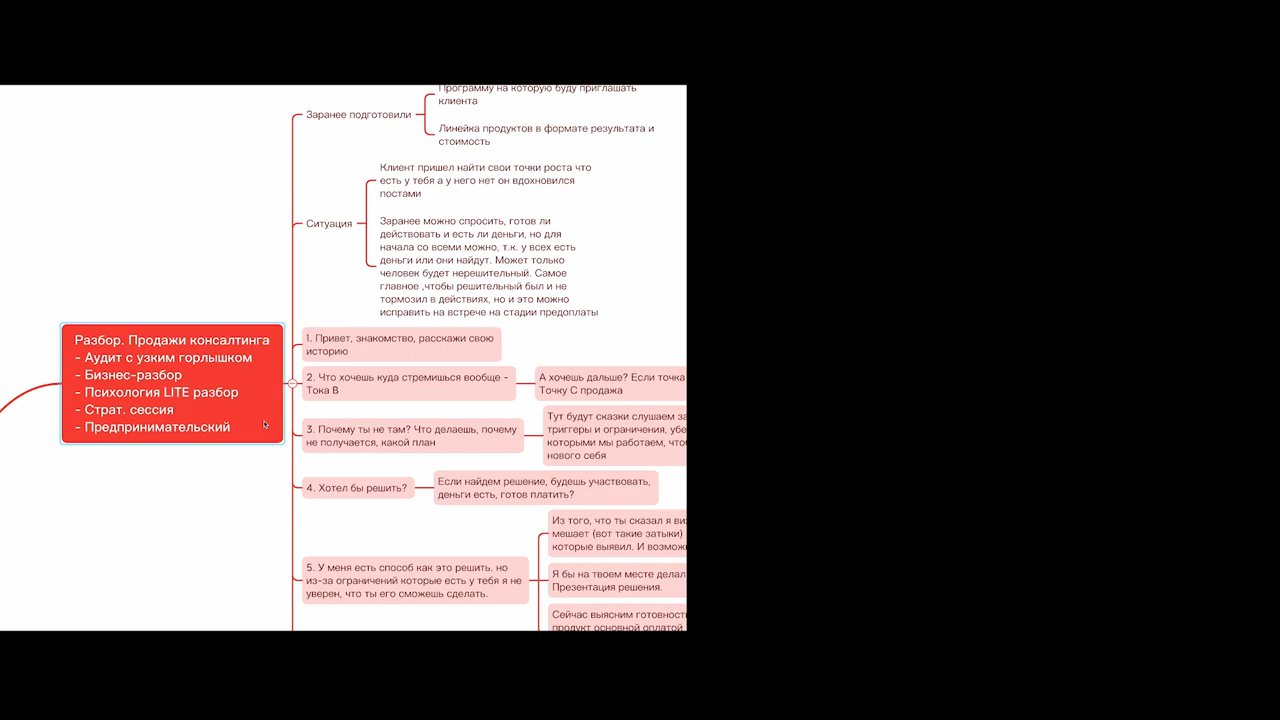 Программу на которую буду приглашать
клиента
Заранее подготовили
Линейка продуктов в формате результата и
стоимость
Клиент пришел найти свои точки роста что
есть у тебя а у него нет он вдохновился
постами
Ситуация
Заранее можно спросить, готов ли
действовать и есть ли деньги, но для
начала со всеми можно, т.к. у всех есть
деньги или они найдут. Может только
человек будет нерешительный. Самое
главное ,чтобы решительный был и не
тормозил в действиях, но и это можно
исправить на встрече на стадии предоплаты
Разбор. Продажи консалтинга
- Аудит с узким горлышком
- Бизнес-разбор
- Психология LITE разбор
- Страт. сессия
- Предпринимательский
1. Привет, знакомство, расскажи свою
историю
2. Что хочешь куда стремишься вообще -
Тока В
А хочешь дальше? Если точка
Точку С продажа
3. Почему ты не там? Что делаешь, почему
не получается, какой план
Тут будут сказки слушаем
триггеры и ограничения,
которыми мы работаем,
нового себя
4. Хотел бы решить?
Если найдем решение, будешь участвовать,
деньги есть, готов платить?
5. У меня есть способ как это решить. но
из-за ограничений которые есть у тебя я не
уверен, что ты его сможешь сделать.
Из того, что ты сказал я
мешает (вот такие затыки)
которые выявил. И
Я бы на твоем месте делал
Презентация решения.
Сейчас выясним
продукт основной оплатой